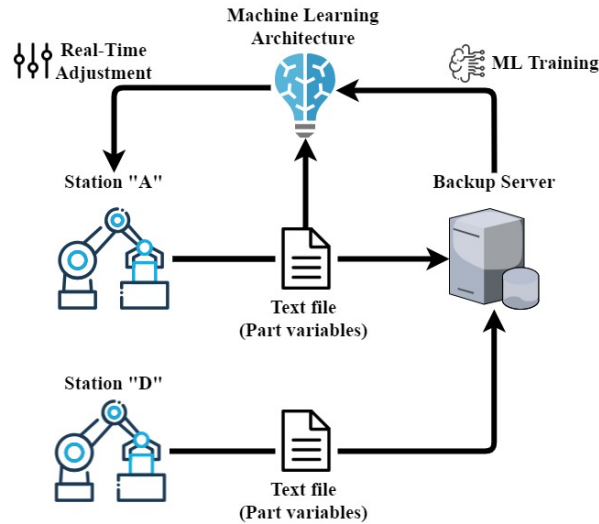 Machine Learning
Architecture
Real-Time
Adjustment
ML Training
Station "A"
Backup Server
Text file
(Part variables)
Station "D"
Text file
(Part variables)